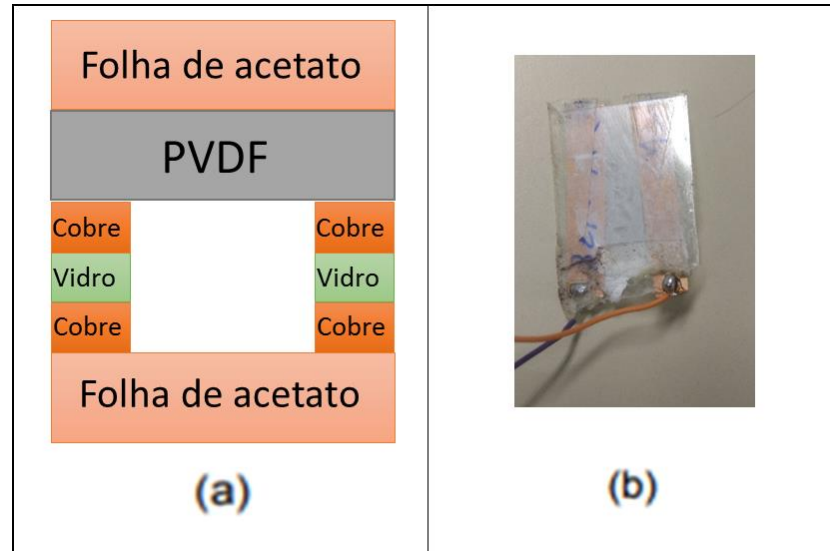 Folha de acetato
PVDF
Cobre Cobre
Vidro Vidro
Cobre Cobre
Folha de acetato
(a)
(b)